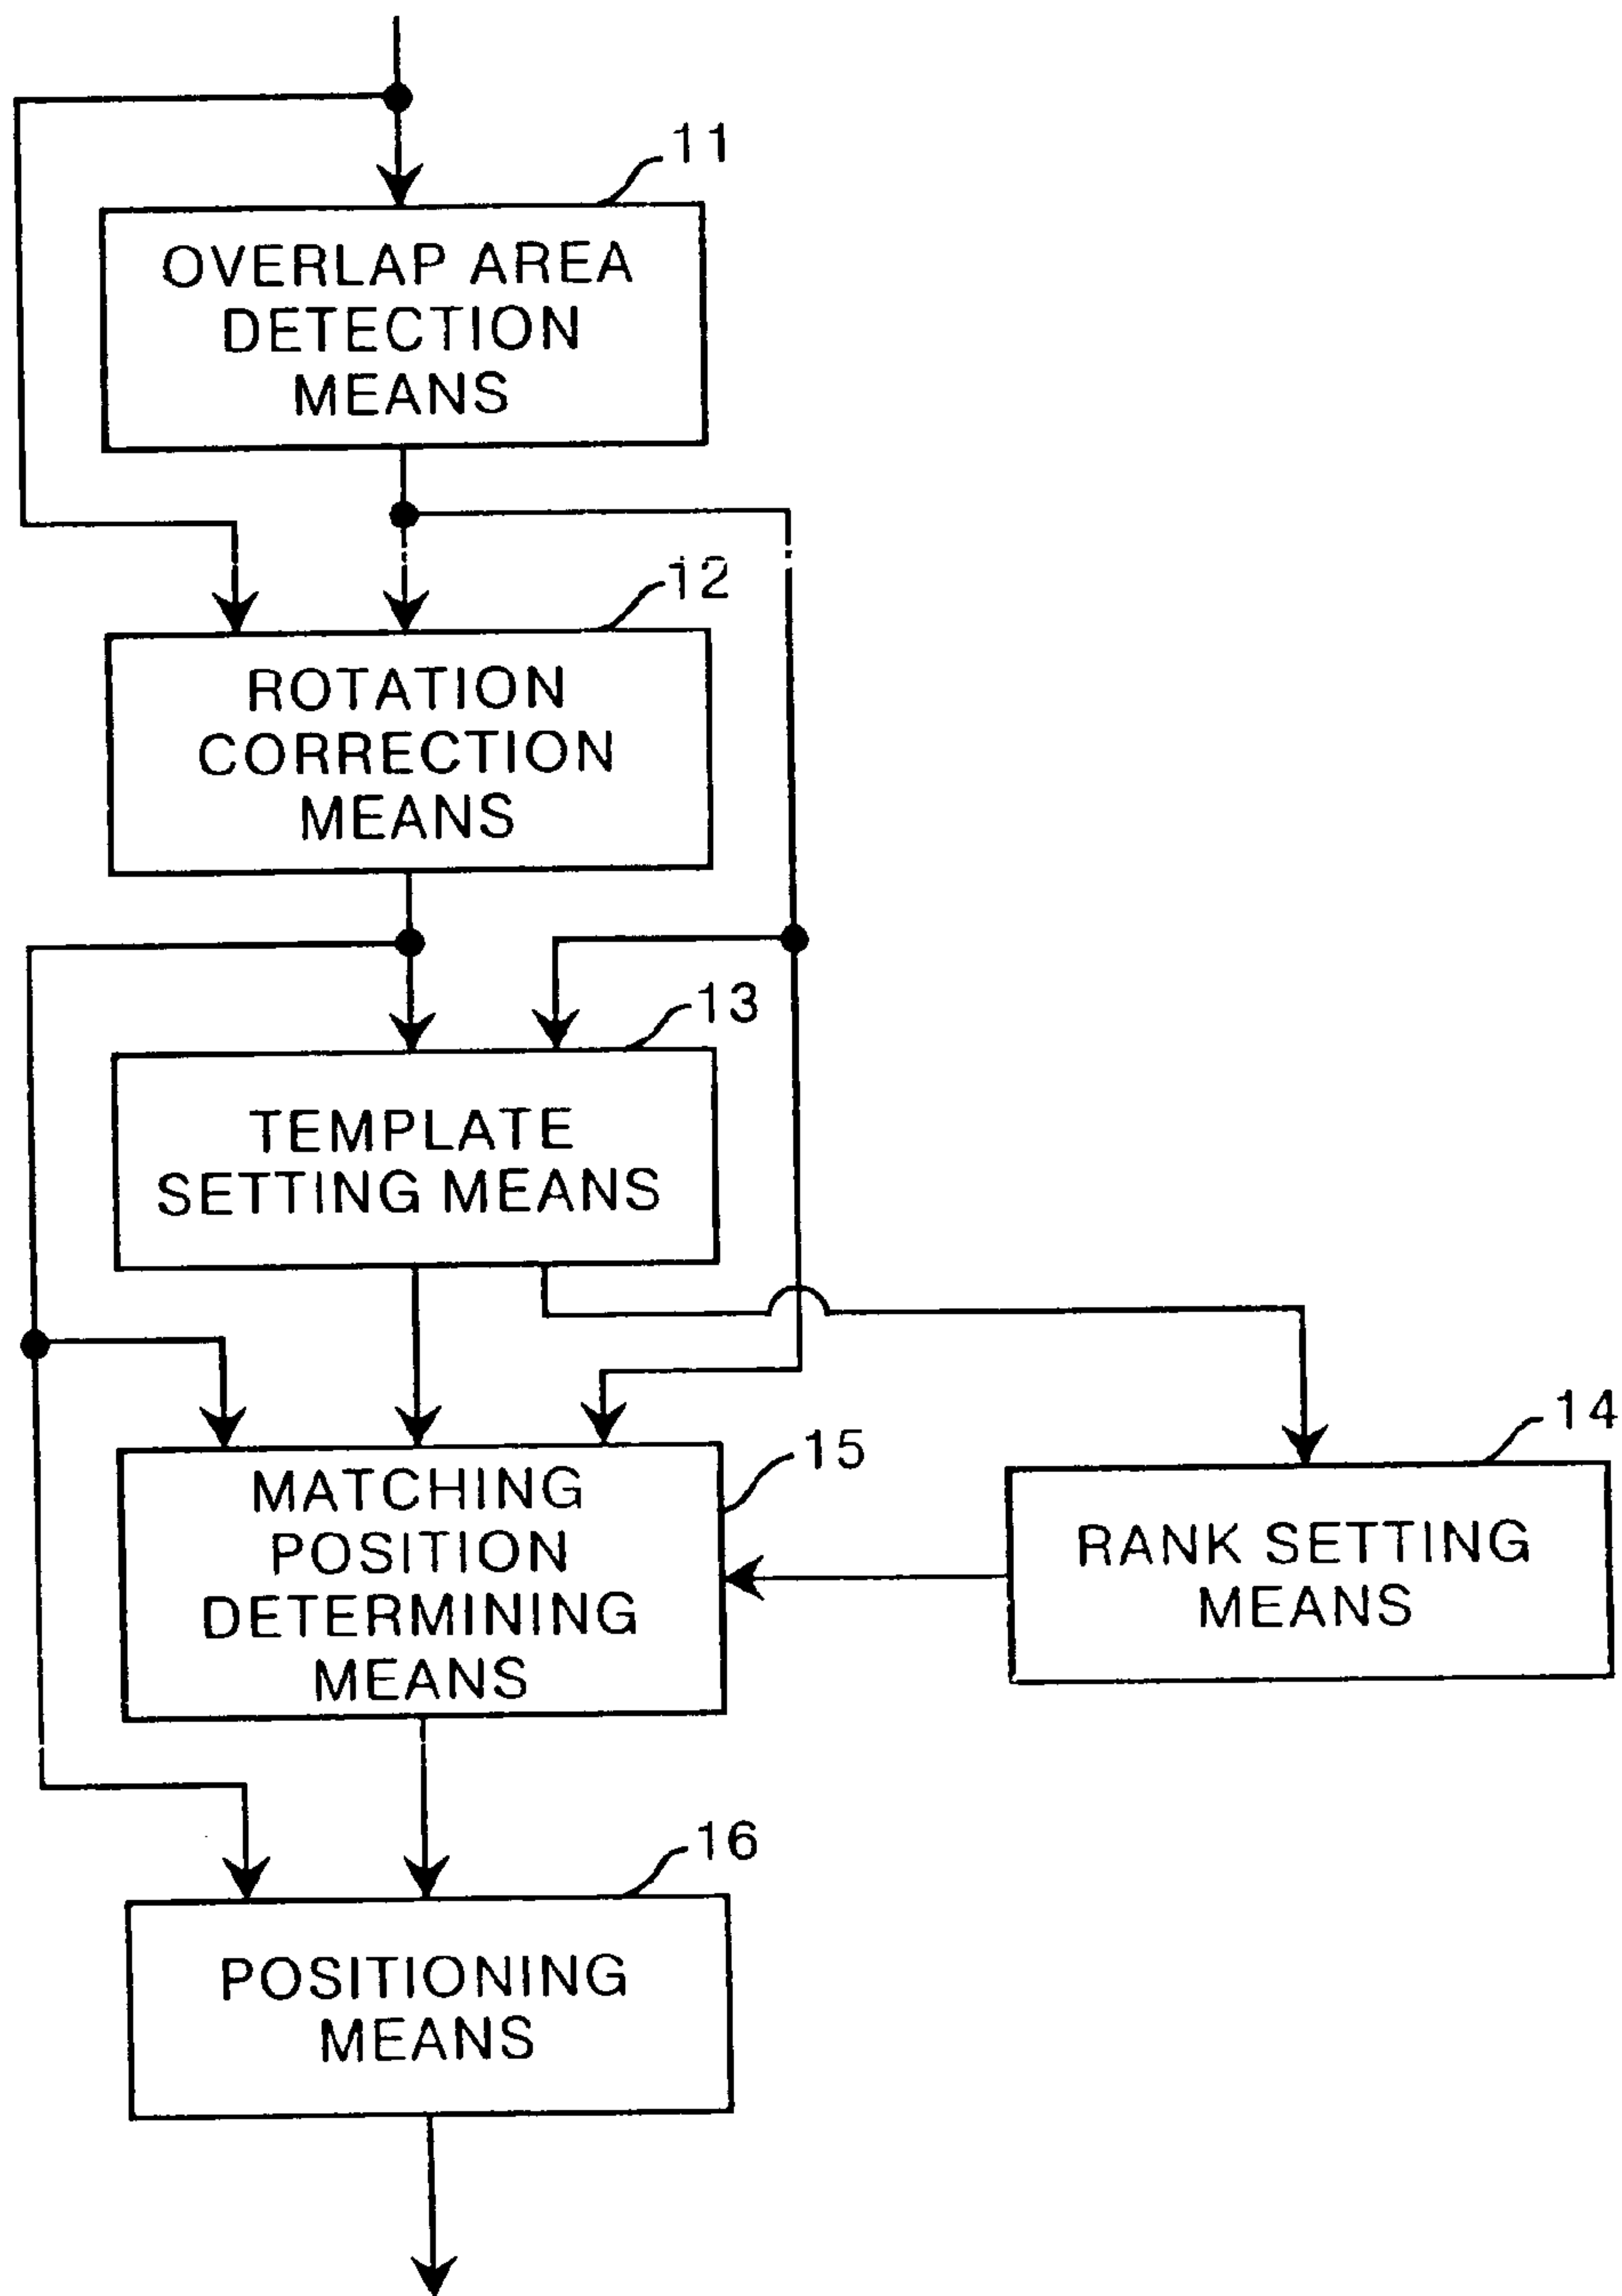 11
OVERLAP AREA
DETECTION
MEANS
12
ROTATION
CORRECTION
MEANS
13
TEMPLATE
SETTING MEANS
14
15
MATCHING
POSITION
DETERMINING
MEANS
RANK SETTING
MEANS
16
POSITIONING
MEANS